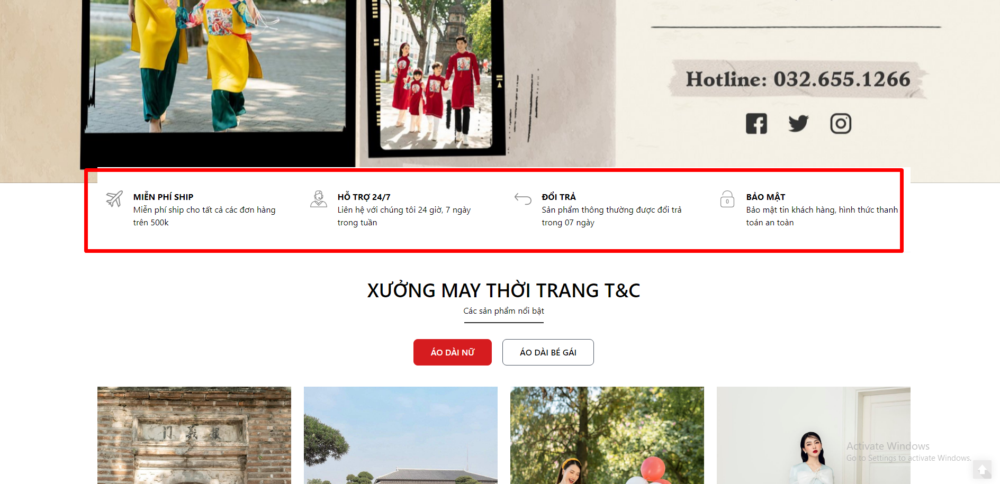 Hotline: 032.655.1266
MIỄN PHÍ SHIP
Miễn phí ship cho tất cả các đơn hàng
trên 500k
HỖ TRỢ 24/7
Liên hệ với chúng tôi 24 giờ, 7 ngày
trong tuần
ĐỔI TRẢ
Sản phẩm thông thường được đổi trả
trong 07 ngày
0
BẢO MẬT
Bảo mật tin khách hàng, hình thức thanh
toán an toàn
XƯỞNG MAY THỜI TRANG T&C
Các sản phẩm nổi bật
ÁO DÀI NỮ
ÁO DÀI BÉ GÁI
Activate Windows
Go to Settings to activate Windows.